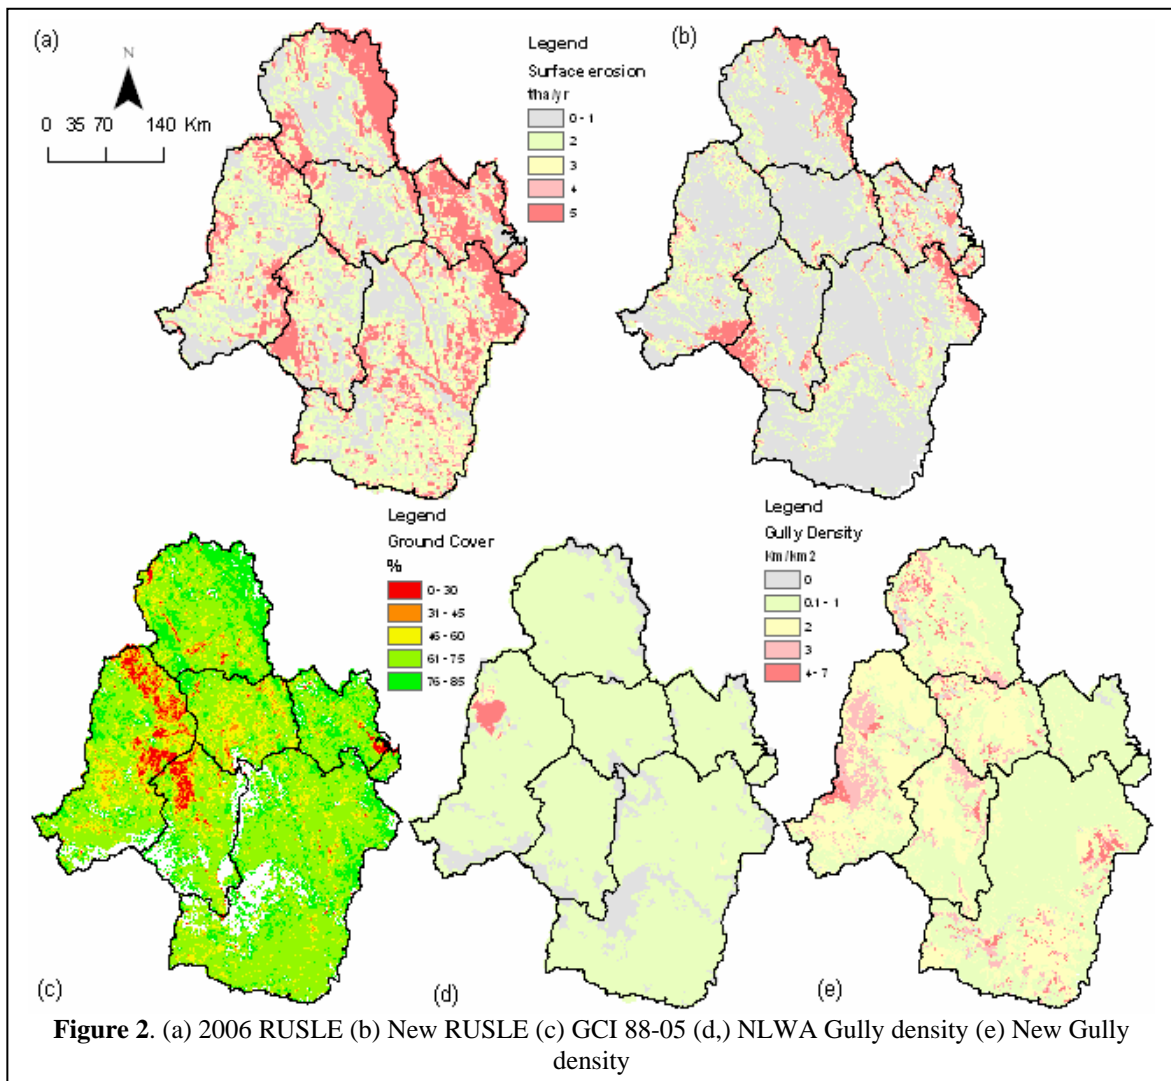 (a)
N
0 35 70 140 Km
Legend
Surface erosion
t/ha/yr
0 - 1
2
3
4
5
(b)
Legend
Ground Cover
%
0 - 30
31 - 45
46 - 60
61 - 75
76 - 85
Legend
Gully Density
Km/km2
0
0.1 - 1
2
3
4 - 7
(c)
(d)
(e)
Figure 2. (a) 2006 RUSLE (b) New RUSLE (c) GCI 88-05 (d,) NLWA Gully density (e) New Gully
density